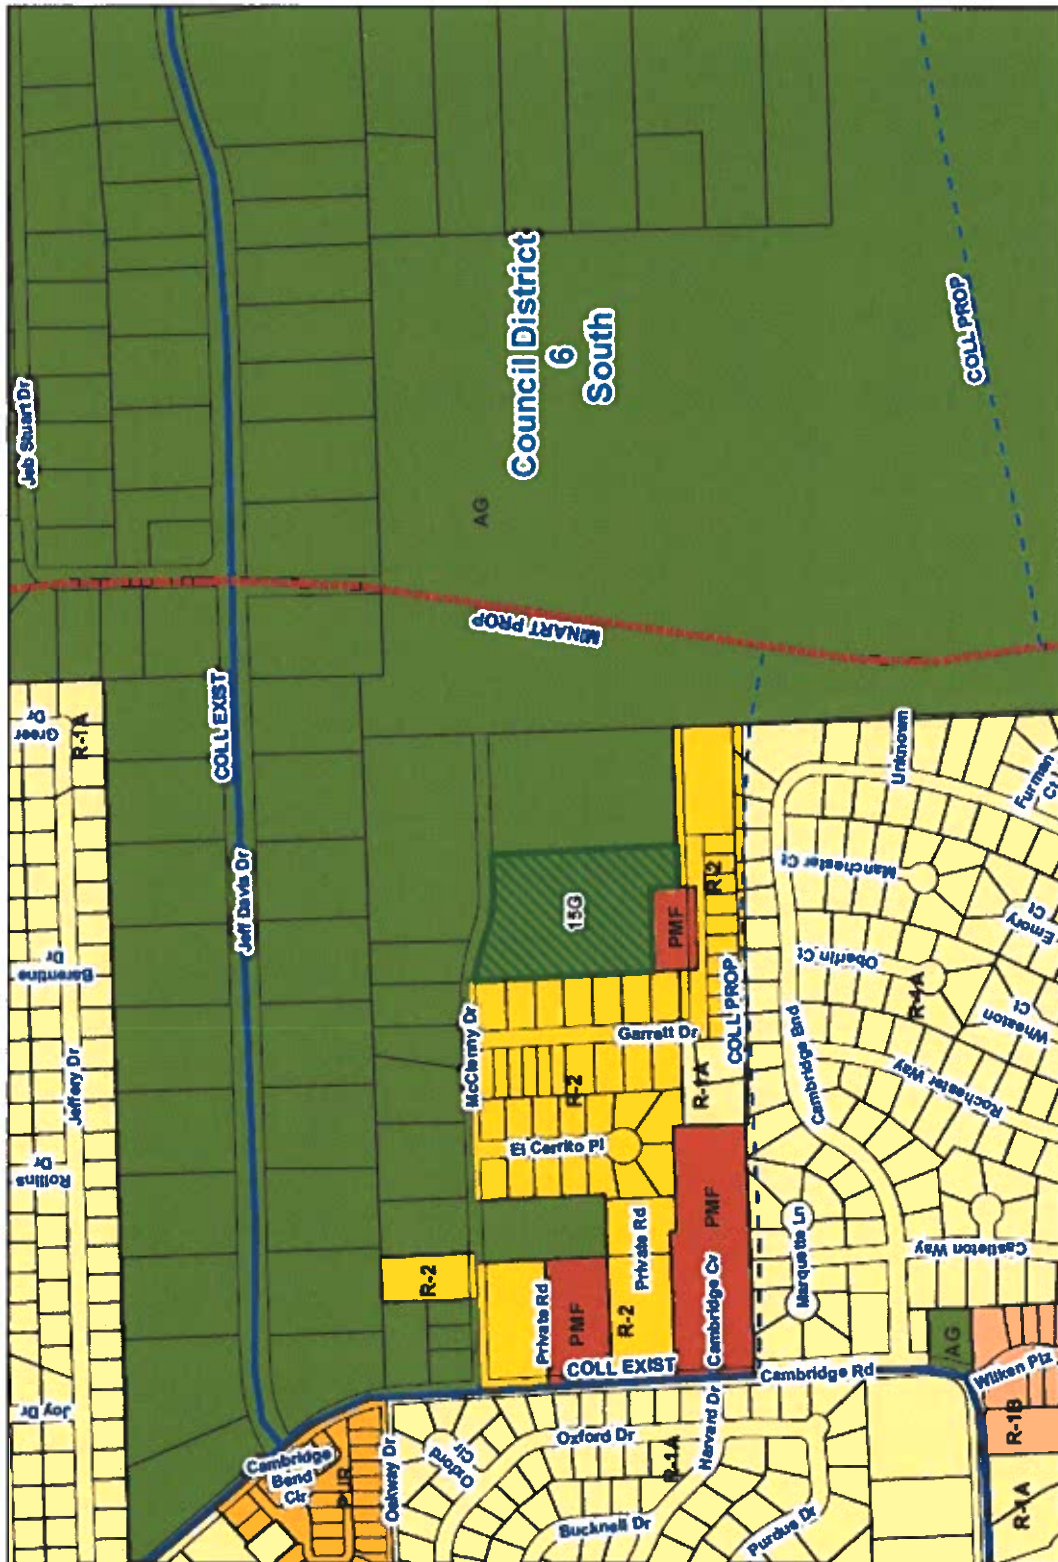 Jeb Stuart Dr
Council District
6
South
AG
COLL PROP
MINART PROP
COLL EXIST
Greer
Dr
R-1A
Jeff Davis Dr
Barentine
Dr
Jeffery Dr
Rollins
Dr
Joy Dr
15G
PMF
R-2
McClenny Dr
Garrett Dr
COLL PROP
R-2
R-1A
El Cerrito Pl
PMF
Private Rd
R-2
Private Rd
PMF
R-2
Cambridge Cv
COLL EXIST
Cambridge Rd
Unknown
Furman
Ct
Manchester Ct
Emory
Ct
Oberlin Ct
R-1A
Wheaton
Ct
Cambridge Bnd
Rochester Way
Marquette Ln
Castleton Way
AG
Wilken Plz
R-1B
R-1A
Cambridge
Bend
Cir
PUR
Oakway Dr
Oxford
Cir
Oxford Dr
R-1A
Harvard Dr
Bucknell Dr
Purdue Dr